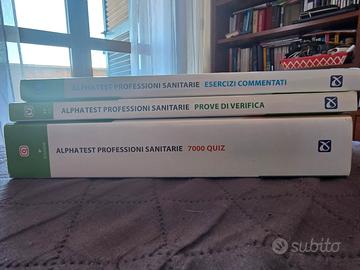 ALPHATEST PROFESSIONI SANITARIE ESERCIZI COMMENTATI
ALPHATEST PROFESSIONI SANITARIE PROVE DI VERIFICA
ALPHATEST PROFESSIONI SANITARIE 7000 QUIZ
subito